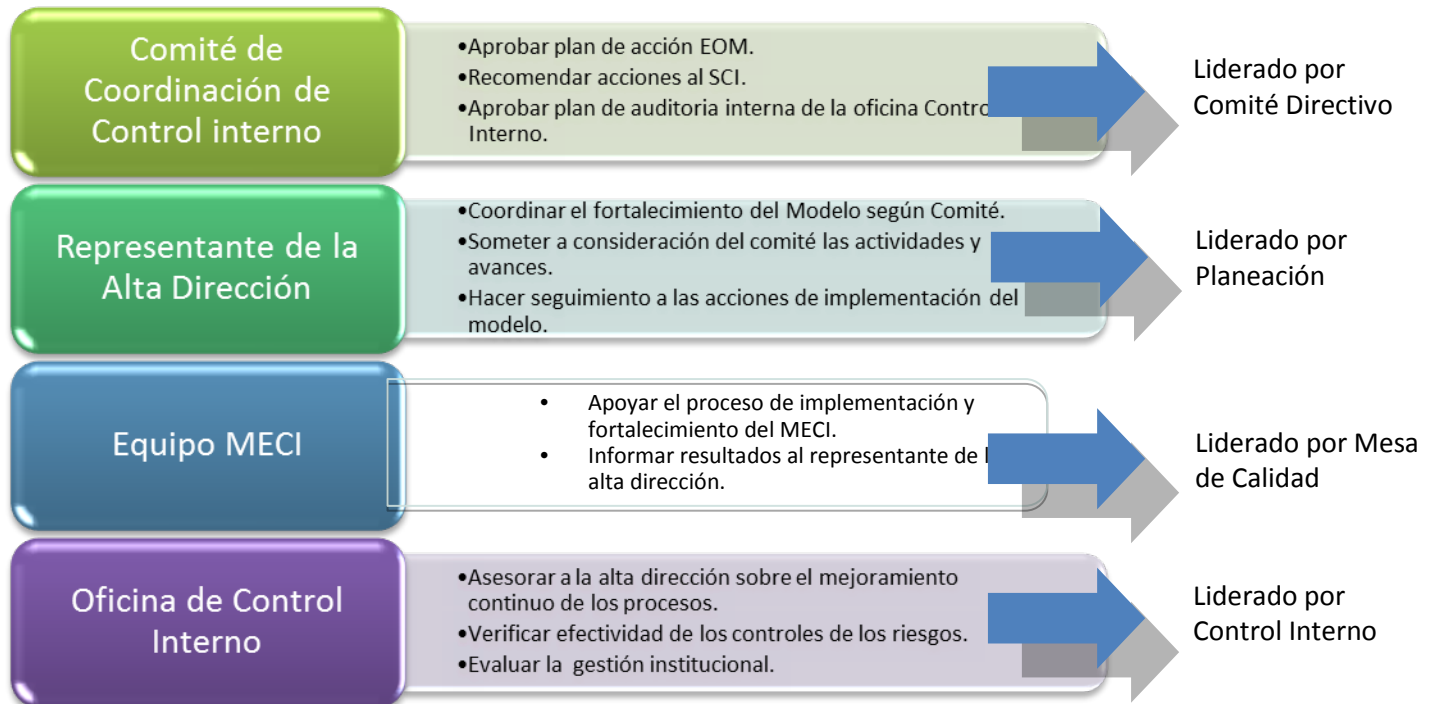 Comité de
Coordinación de
Control interno
•Aprobar plan de acción EOM.
•Recomendar acciones al SCI.
•Aprobar plan de auditoria interna de la oficina Contro
Interno.
Liderado por
Comité Directivo
Representante de la
Alta Dirección
•Coordinar el fortalecimiento del Modelo según Comité.
•Someter a consideración del comité las actividades y
avances.
•Hacer seguimiento a las acciones de implementación del
modelo.
Liderado por
Planeación
Equipo MECI
• Apoyar el proceso de implementación y
fortalecimiento del MECI.
• Informar resultados al representante de l
alta dirección.
Liderado por Mesa
de Calidad
Oficina de Control
Interno
•Asesorar a la alta dirección sobre el mejoramiento
continuo de los procesos.
•Verificar efectividad de los controles de los riesgos.
•Evaluar la gestión institucional.
Liderado por
Control Interno